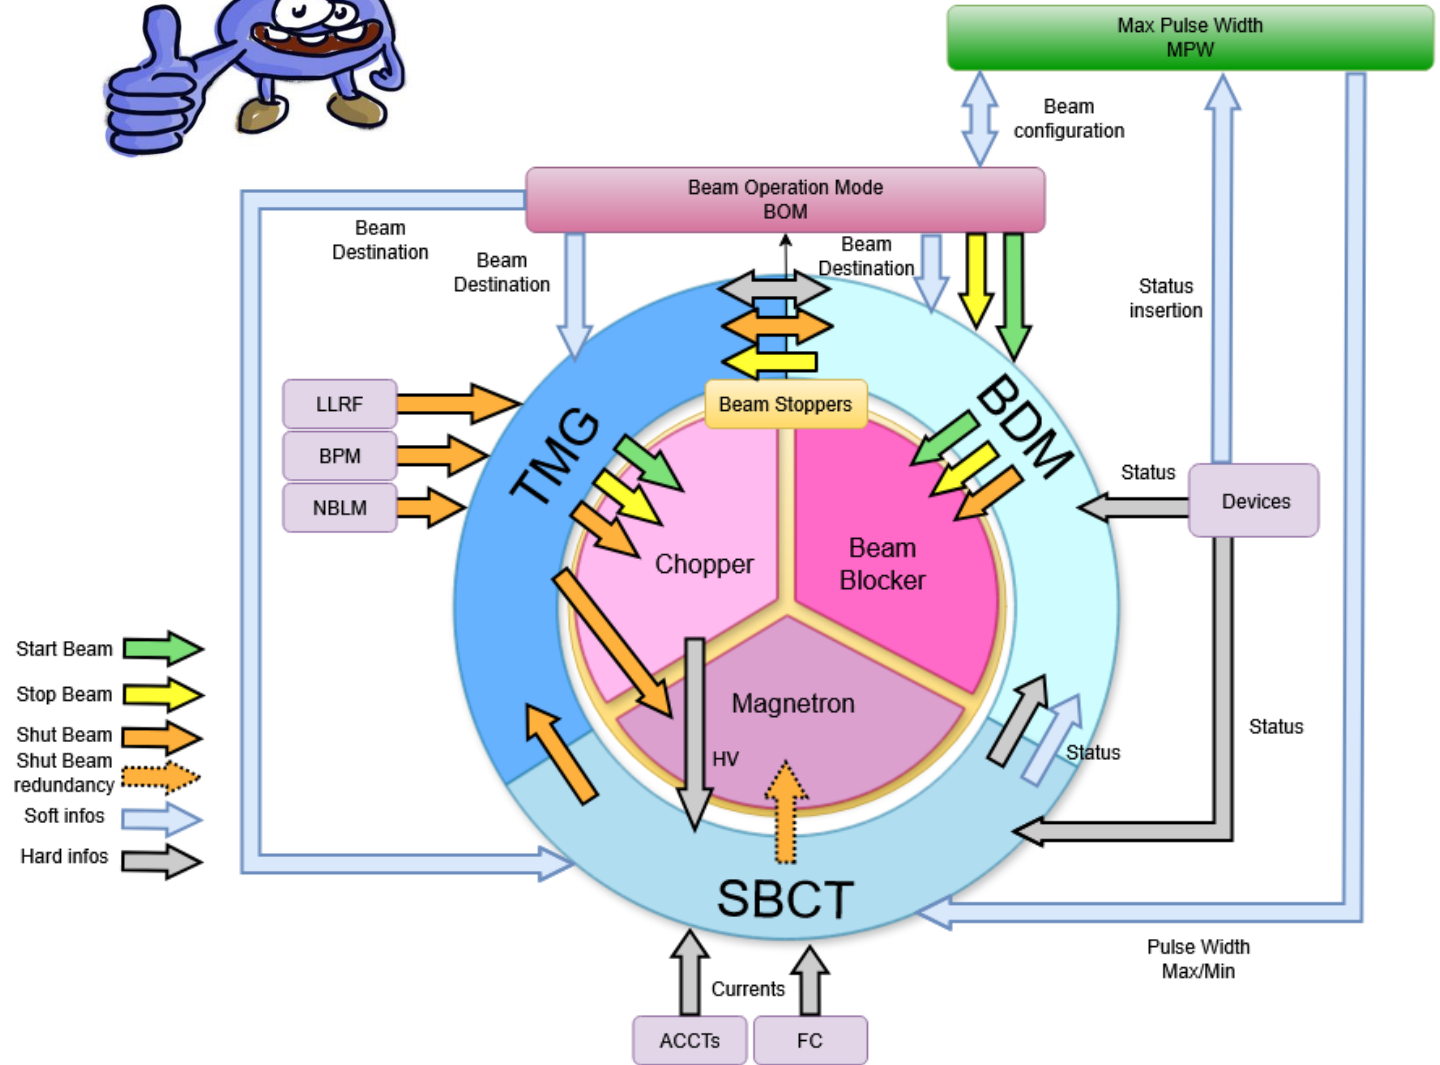 Max Pulse Width
MPW
Beam
configuration
Beam Operation Mode
BOM
Beam
Destination
Beam
Destination
Beam
Destination
Status
insertion
LLRF
BPM
NBLM
TMG
Beam Stoppers
BDM
Status
Devices
Chopper
Beam
Blocker
Magnetron
HV
Status
Status
Start Beam
Stop Beam
Shut Beam
Shut Beam
redundancy
Soft infos
Hard infos
SBCT
Pulse Width
Max/Min
Currents
ACCTs
FC